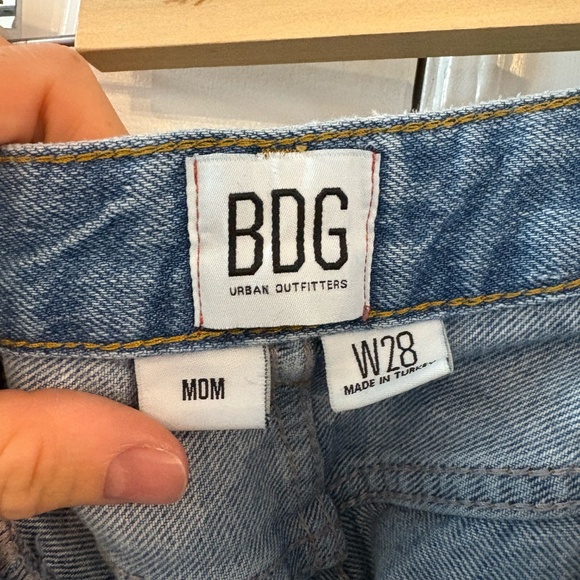 BDG
URBAN OUTFITTERS
MOM
W28
MADE IN TURKEY